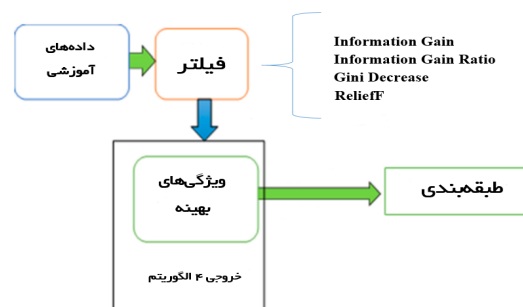 داده‌های
آموزشی
فیلتر
Information Gain
Information Gain Ratio
Gini Decrease
ReliefF
ویژگی‌های
بهینه
طبقه‌بندی
خروجی ۴ الگوریتم